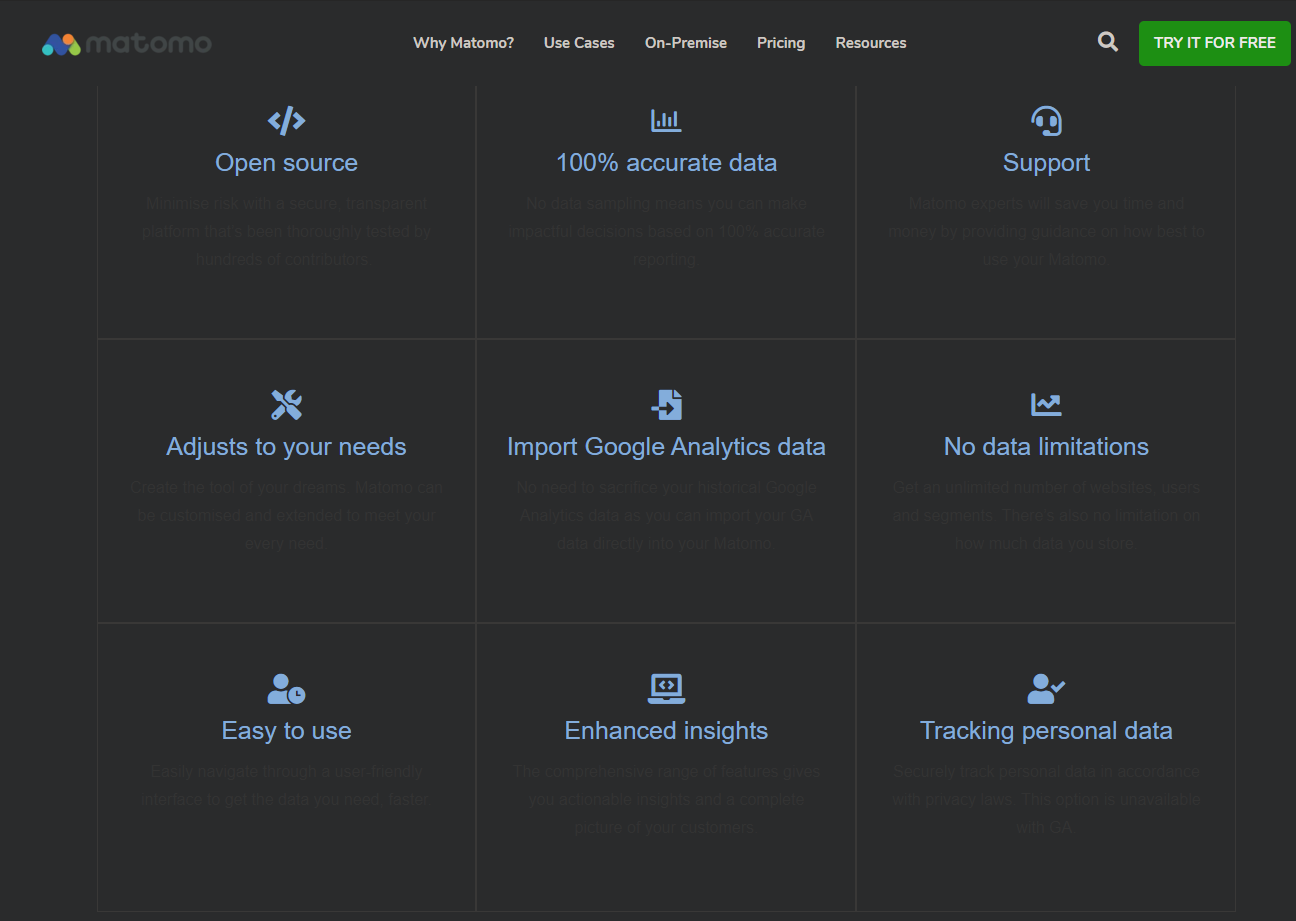 matomo
Why Matomo?
Use Cases
On-Premise
Pricing
Resources
TRY IT FOR FREE
Open source
Minimise risk with a secure, transparent
platform that's been thoroughly tested by
hundreds of contributors.
100% accurate data
No data sampling means you can make
impactful decisions based on 100% accurate
reporting.
Support
Matomo experts will save you time and
money by providing guidance on how best to
use your Matomo.
Adjusts to your needs
Create the tool of your dreams. Matomo can
be customised and extended to meet your
every need.
Import Google Analytics data
No need to sacrifice your historical Google
Analytics data as you can import your GA
data directly into your Matomo.
No data limitations
Get an unlimited number of websites, users
and segments. There's also no limitation on
how much data you store.
Easy to use
Easily navigate through a user-friendly
interface to get the data you need, faster.
Enhanced insights
The comprehensive range of features gives
you actionable insights and a complete
picture of your customers.
Tracking personal data
Securely track personal data in accordance
with privacy laws. This option is unavailable
with GA.